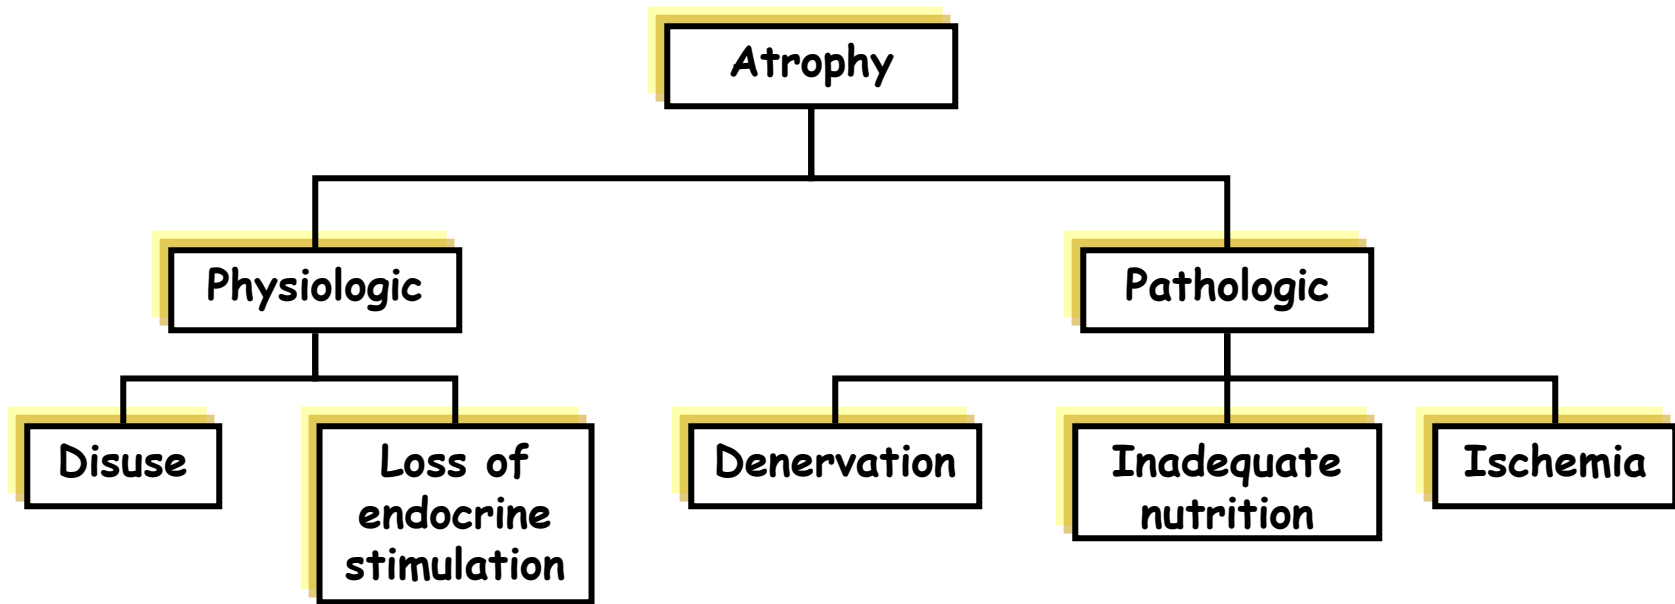 Atrophy
Physiologic
Pathologic
Disuse
Loss of
endocrine
stimulation
Denervation
Inadequate
nutrition
Ischemia